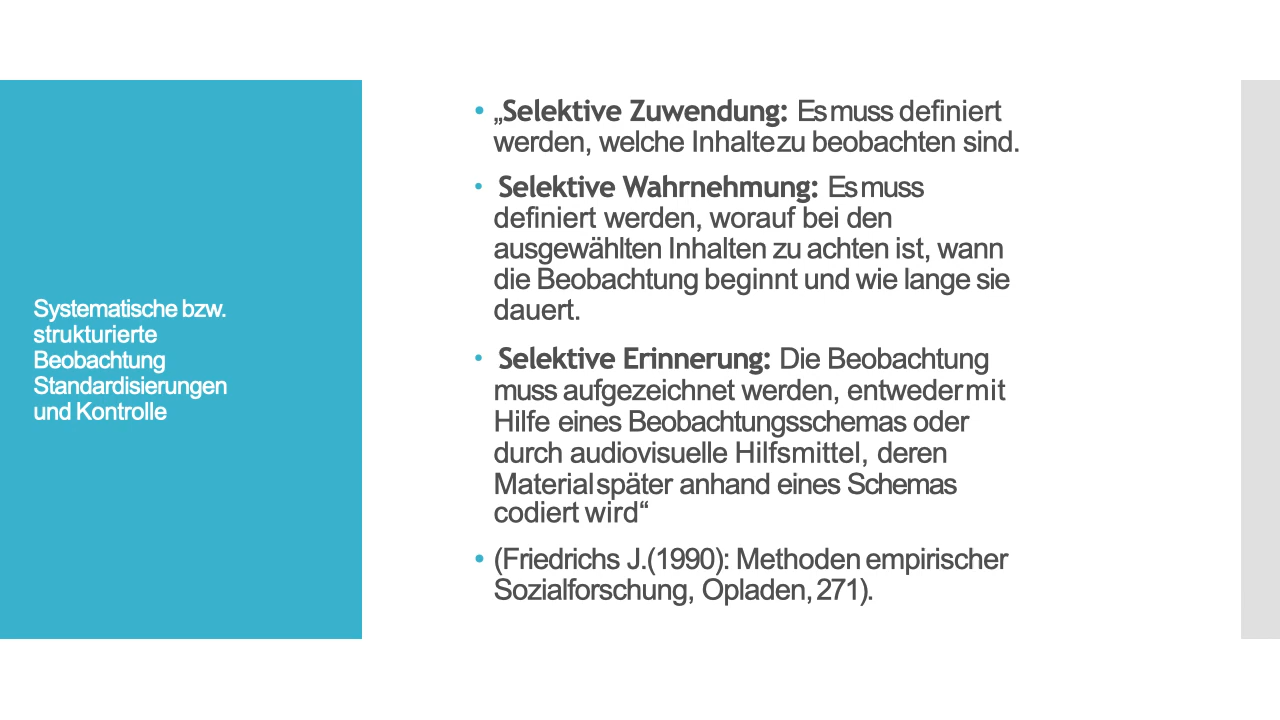 Systematische bzw.
strukturierte
Beobachtung
Standardisierungen
und Kontrolle
• „Selektive Zuwendung: Es muss definiert
werden, welche Inhalte zu beobachten sind.
• Selektive Wahrnehmung: Es muss
definiert werden, worauf bei den
ausgewählten Inhalten zu achten ist, wann
die Beobachtung beginnt und wie lange sie
dauert.
• Selektive Erinnerung: Die Beobachtung
muss aufgezeichnet werden, entweder mit
Hilfe eines Beobachtungsschemas oder
durch audiovisuelle Hilfsmittel, deren
Material später anhand eines Schemas
codiert wird“
• (Friedrichs J.(1990): Methoden empirischer
Sozialforschung, Opladen, 271).